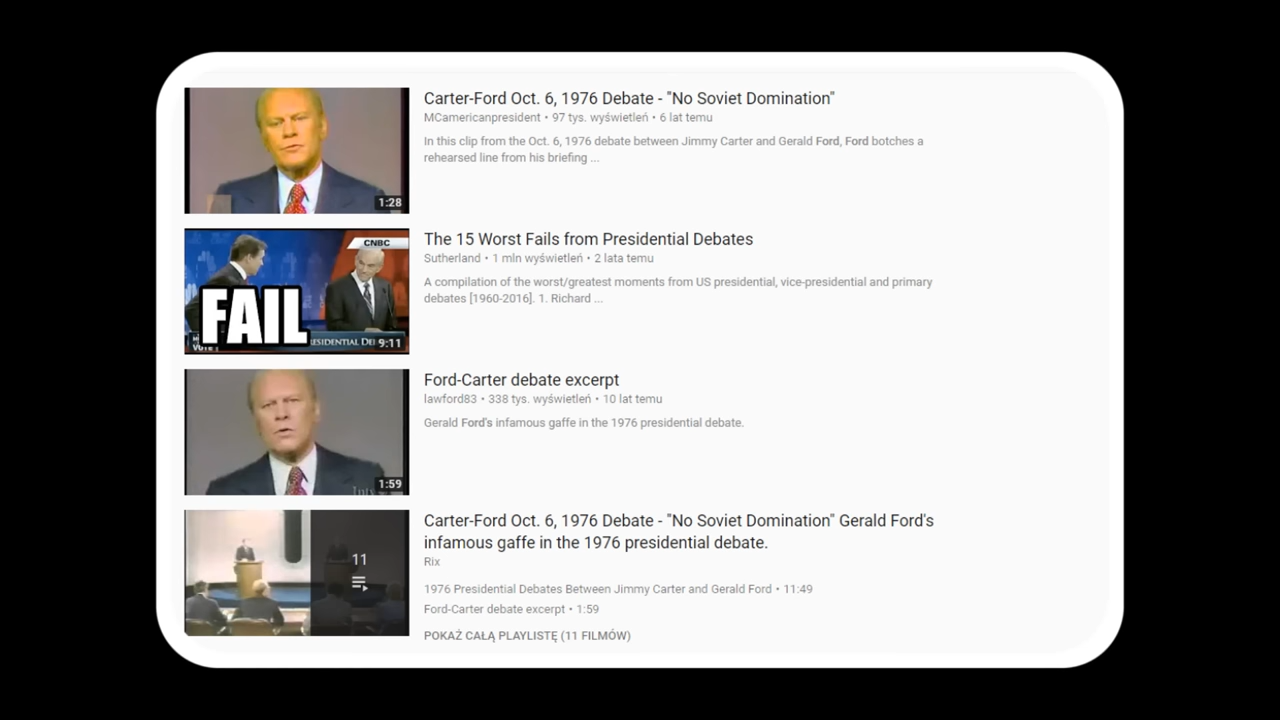 Carter-Ford Oct. 6, 1976 Debate - "No Soviet Domination"
MCamericanpresident • 97 tys. wyświetleń • 6 lat temu
In this clip from the Oct. 6, 1976 debate between Jimmy Carter and Gerald Ford, Ford botches a
rehearsed line from his briefing ...
1:28
CNBC
FAIL
VOTE
RESIDENTIAL DE
9:11
The 15 Worst Fails from Presidential Debates
Sutherland • 1 mln wyświetleń • 2 lata temu
A compilation of the worst/greatest moments from US presidential, vice-presidential and primary
debates [1960-2016]. 1. Richard ...
Ford-Carter debate excerpt
lawford83 • 338 tys. wyświetleń • 10 lat temu
Gerald Ford's infamous gaffe in the 1976 presidential debate.
1:59
11
Carter-Ford Oct. 6, 1976 Debate - "No Soviet Domination" Gerald Ford's
infamous gaffe in the 1976 presidential debate.
Rix
1976 Presidential Debates Between Jimmy Carter and Gerald Ford • 11:49
Ford-Carter debate excerpt • 1:59
POKAŻ CAŁĄ PLAYLISTĘ (11 FILMÓW)